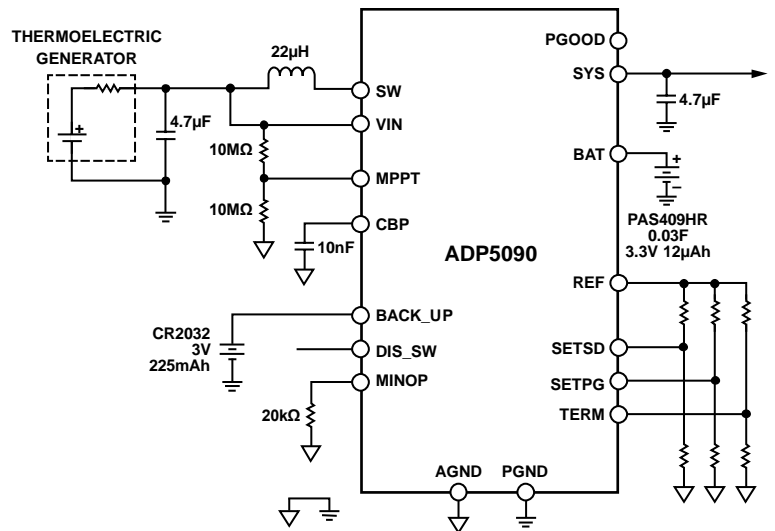 THERMOELECTRIC
GENERATOR
+
4.7µF
22µH
10MΩ
10MΩ
10nF
CR2032
3V
225mAh
20kΩ
SW
VIN
MPPT
CBP
BACK_UP
DIS_SW
MINOP
ADP5090
AGND
PGND
PGOOD
SYS
BAT
REF
SETSD
SETPG
TERM
4.7µF
+
–
PAS409HR
0.03F
3.3V 12µAh